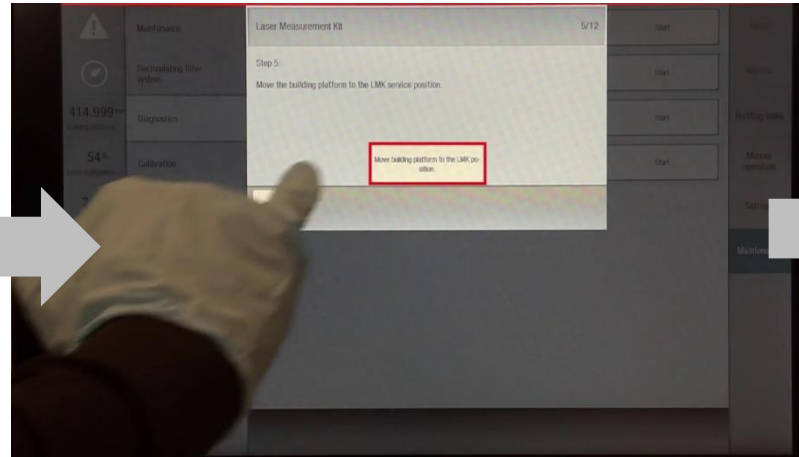 Maintenance
Recirculating filter
system
Diagnostics
Calibration
414.999
54%
Laser Measurement Kit
5/12
Step 5:
Move the building platform to the LMK service position.
Move building platform to the LMK po-
sition.
Start
Start
Start
Start
Building tasks
Manual
operation